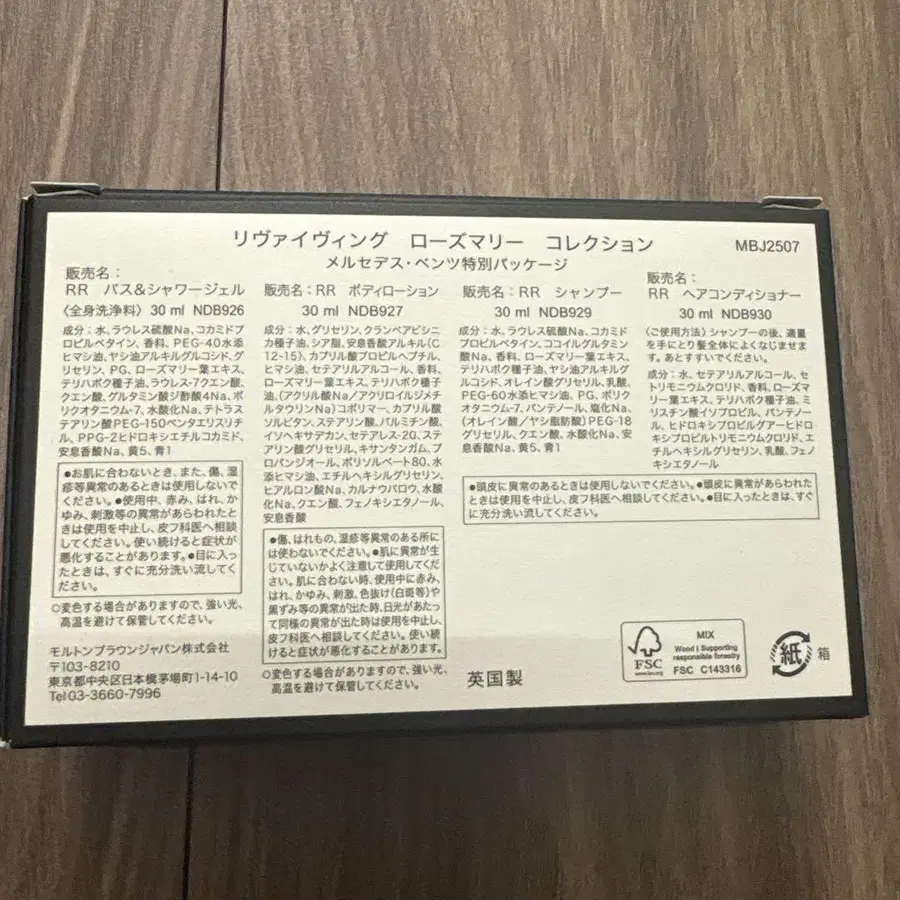 リヴァイヴィング ローズマリー コレクション
メルセデス・ベンツ特別パッケージ
MBJ2507
販売名：
RR バス&シャワージェル
〈全身洗浄料〉 30 ml NDB926
成分：水、ラウレス硫酸Na、コカミド
プロピルベタイン、香料、PEG-40水添
ヒマシ油、ヤシ油アルキルグルコシド、グ
リセリン、PG、ローズマリー葉エキス、
テリハボク種子油、ラウレス-7クエン酸、
クエン酸、グルタミン酸ジ酢酸4Na、ポ
リクオタニウム-7、水酸化Na、テトラス
テアリン酸PEG-150ペンタエリスリチ
ル、PPG-2ヒドロキシエチルコカミド、
安息香酸Na、黄5、青1
●お肌に合わないとき、また、傷、湿
疹等異常のあるときは使用しないで
ください。●使用中、赤み、はれ、
かゆみ、刺激等の異常があらわれたと
きは使用を中止し、皮フ科医へ相談
してください。使い続けると症状が
悪化することがあります。●目に入っ
たときは、すぐに充分洗い流してくだ
さい。
○変色する場合がありますので、強い光、
高温を避けて保管してください。
モルトンブラウンジャパン株式会社
〒103-8210
東京都中央区日本橋茅場町1-14-10
Tel03-3660-7996
販売名：RR ボディローション
30 ml NDB927
成分：水、グリセリン、クランベアビシニ
カ種子油、シア脂、安息香酸アルキル(C
12-15)、カプリル酸プロピルヘプチル、
ヒマシ油、セテアリルアルコール、香料、
ローズマリー葉エキス、テリハボク種子油、
(アクリル酸Na/アクリロイルジメチ
ルタウリンNa)コポリマー、カプリル酸
ソルビタン、ステアリン酸、パルミチン酸、
イソヘキサデカン、セテアレス-20、ステ
アリン酸グリセリル、キサンタンガム、プ
ロパンジオール、ポリソルベート80、水
添ヒマシ油、エチルヘキシルグリセリン、
ヒアルロン酸Na、カルナウバロウ、水酸
化Na、クエン酸、フェノキシエタノール、
安息香酸
●傷、はれもの、湿疹等異常のある所に
は使わないでください。●肌に異常が生
じていないかよく注意して使用してくだ
さい。肌に合わない時、使用中に赤み、
はれ、かゆみ、刺激、色抜け(白斑等)や
黒ずみ等の異常が出た時、日光があたっ
て同様の異常が出た時は使用を中止し、
皮フ科医へ相談してください。使い続
けると症状が悪化することがあります。
○変色する場合がありますので、強い光、
高温を避けて保管してください。
販売名：RR シャンプー
30 ml NDB929
成分：水、ラウレス硫酸Na、コカミド
プロピルベタイン、ココイルグルタミン
酸Na、香料、ローズマリー葉エキス、
テリハボク種子油、ヤシ油アルキルグ
ルコシド、オレイン酸グリセリル、乳酸、
PEG-60水添ヒマシ油、PG、ポリク
オタニウム-7、パンテノール、塩化Na、
(オレイン酸/ヤシ脂肪酸)PEG-18
グリセリル、クエン酸、水酸化Na、安
息香酸Na、黄5、青1
販売名：
RR ヘアコンディショナー
30 ml NDB930
〈ご使用方法〉シャンプーの後、適量
を手にとり髪全体によくなじませま
す。あとすすいでください。
成分：水、セテアリルアルコール、セ
トリモニウムクロリド、香料、ローズマ
リー葉エキス、テリハボク種子油、ミ
リスチン酸イソプロピル、パンテノー
ル、ヒドロキシプロピルグアーヒドロ
キシプロピルトリモニウムクロリド、エ
チルヘキシルグリセリン、乳酸、フェノ
キシエタノール
●頭皮に異常のあるときは使用しないでください。●頭皮に異常があらわれた
ときは使用を中止し、皮フ科医へご相談ください。●目に入ったときは、すぐ
に充分洗い流してください。
英国製
FSC
www.fsc.org
MIX
Wood | Supporting
responsible forestry
FSC C143316
紙
箱